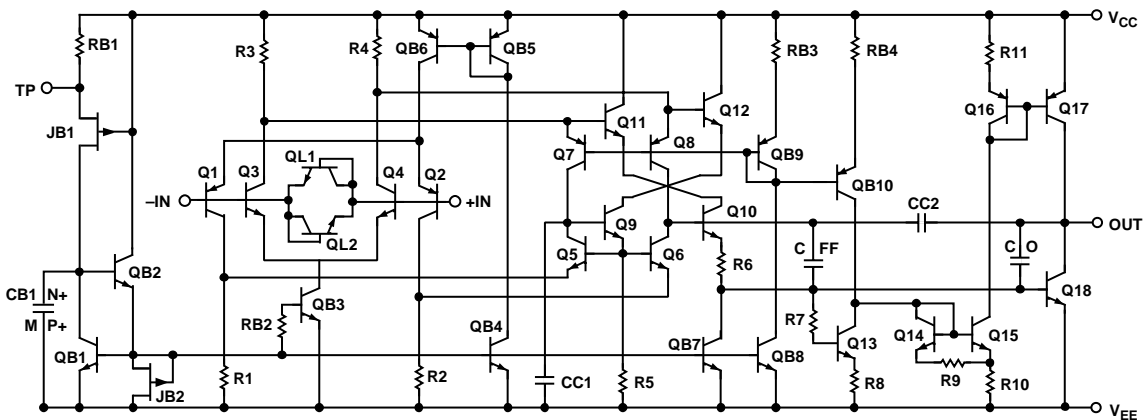 VCC
RB1
R3
R4
QB6
QB5
RB3
RB4
R11
TP
JB1
Q11
Q12
Q16
Q17
Q7
Q8
QB9
QL1
Q1
Q3
Q4
Q2
QB10
–IN
+IN
CC2
Q9
Q10
OUT
QL2
Q5
Q6
R6
C FF
C O
QB2
CB1 N+
M P+
QB3
RB2
R7
Q18
Q14
Q15
Q13
QB1
QB4
QB7
QB8
R9
JB2
R1
R2
CC1
R5
R8
R10
VEE